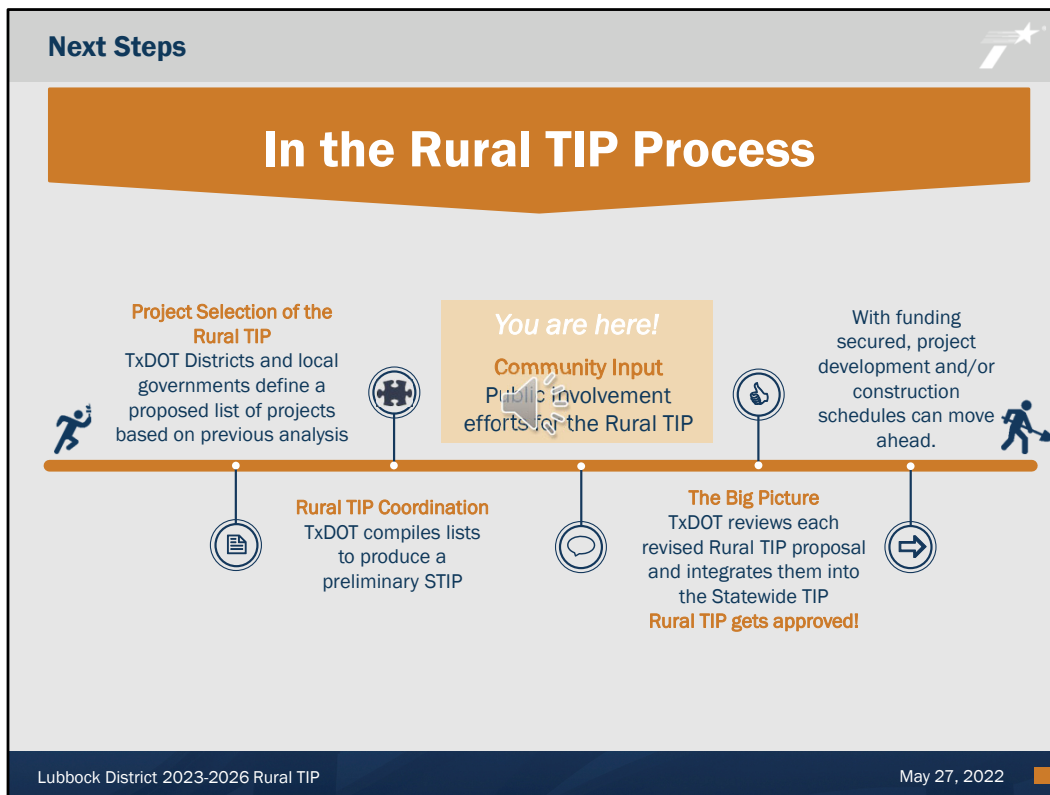 Next Steps
In the Rural TIP Process
Project Selection of the
Rural TIP
TxDOT Districts and local
governments define a
proposed list of projects
based on previous analysis
Rural TIP Coordination
TxDOT compiles lists
to produce a
preliminary STIP
You are here!
Community Input
Public involvement
efforts for the Rural TIP
The Big Picture
TxDOT reviews each
revised Rural TIP proposal
and integrates them into
the Statewide TIP
Rural TIP gets approved!
With funding
secured, project
development and/or
construction
schedules can move
ahead.
Lubbock District 2023-2026 Rural TIP
May 27, 2022